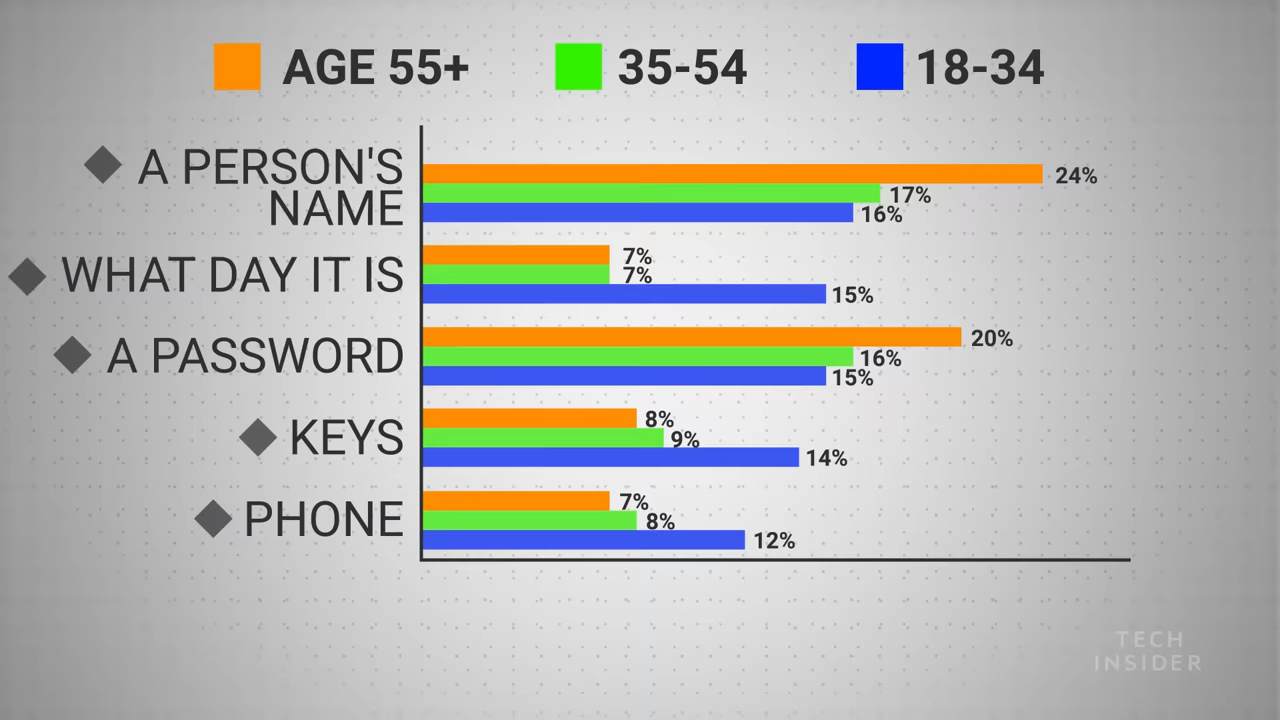 AGE 55+
35-54
18-34
A PERSON'S
NAME
24%
17%
16%
WHAT DAY IT IS
7%
7%
15%
A PASSWORD
20%
16%
15%
KEYS
8%
9%
14%
PHONE
7%
8%
12%
TECH
INSIDER